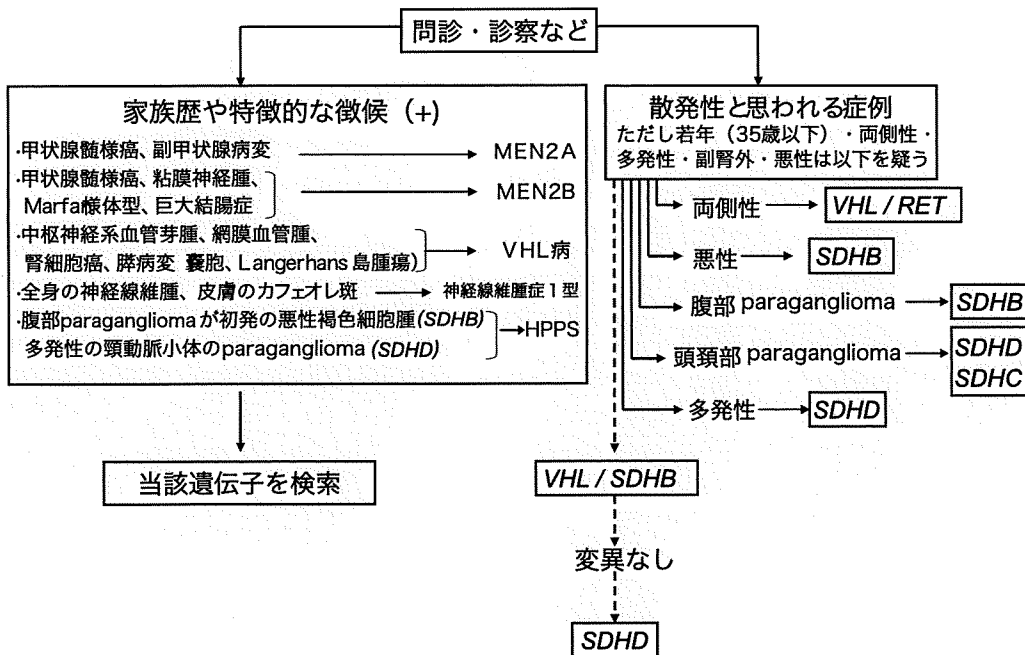 問診・診察など
家族歴や特徴的な徴候（+)
・甲状腺髄様癌、副甲状腺病変
MEN2A
・甲状腺髄様癌、粘膜神経腫、
Marfa様体型、巨大結腸症
MEN2B
・中枢神経系血管芽腫、網膜血管腫、
腎細胞癌、膵病変 嚢胞、Langerhans 島腫瘍)
VHL病
・全身の神経線維腫、皮膚のカフェオレ斑
神経線維腫症1型
・腹部paragangliomaが初発の悪性褐色細胞腫(SDHB)
多発性の頸動脈小体のparaganglioma (SDHD)
HPPS
当該遺伝子を検索
散発性と思われる症例
ただし若年（35歳以下）・両側性・
多発性・副腎外・悪性は以下を疑う
両側性
VHL / RET
悪性
SDHB
腹部 paraganglioma
SDHB
頭頚部 paraganglioma
SDHD
SDHC
多発性
SDHD
VHL / SDHB
変異なし
SDHD